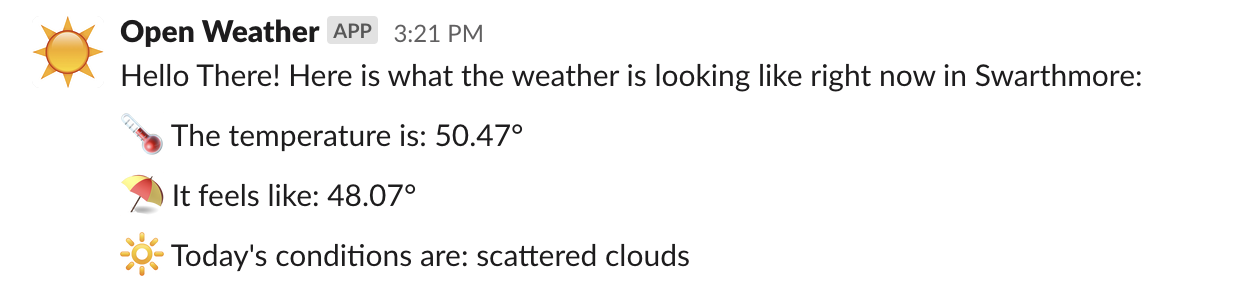 Open Weather APP 3:21 PM
Hello There! Here is what the weather is looking like right now in Swarthmore:
The temperature is: 50.47°
It feels like: 48.07°
Today's conditions are: scattered clouds